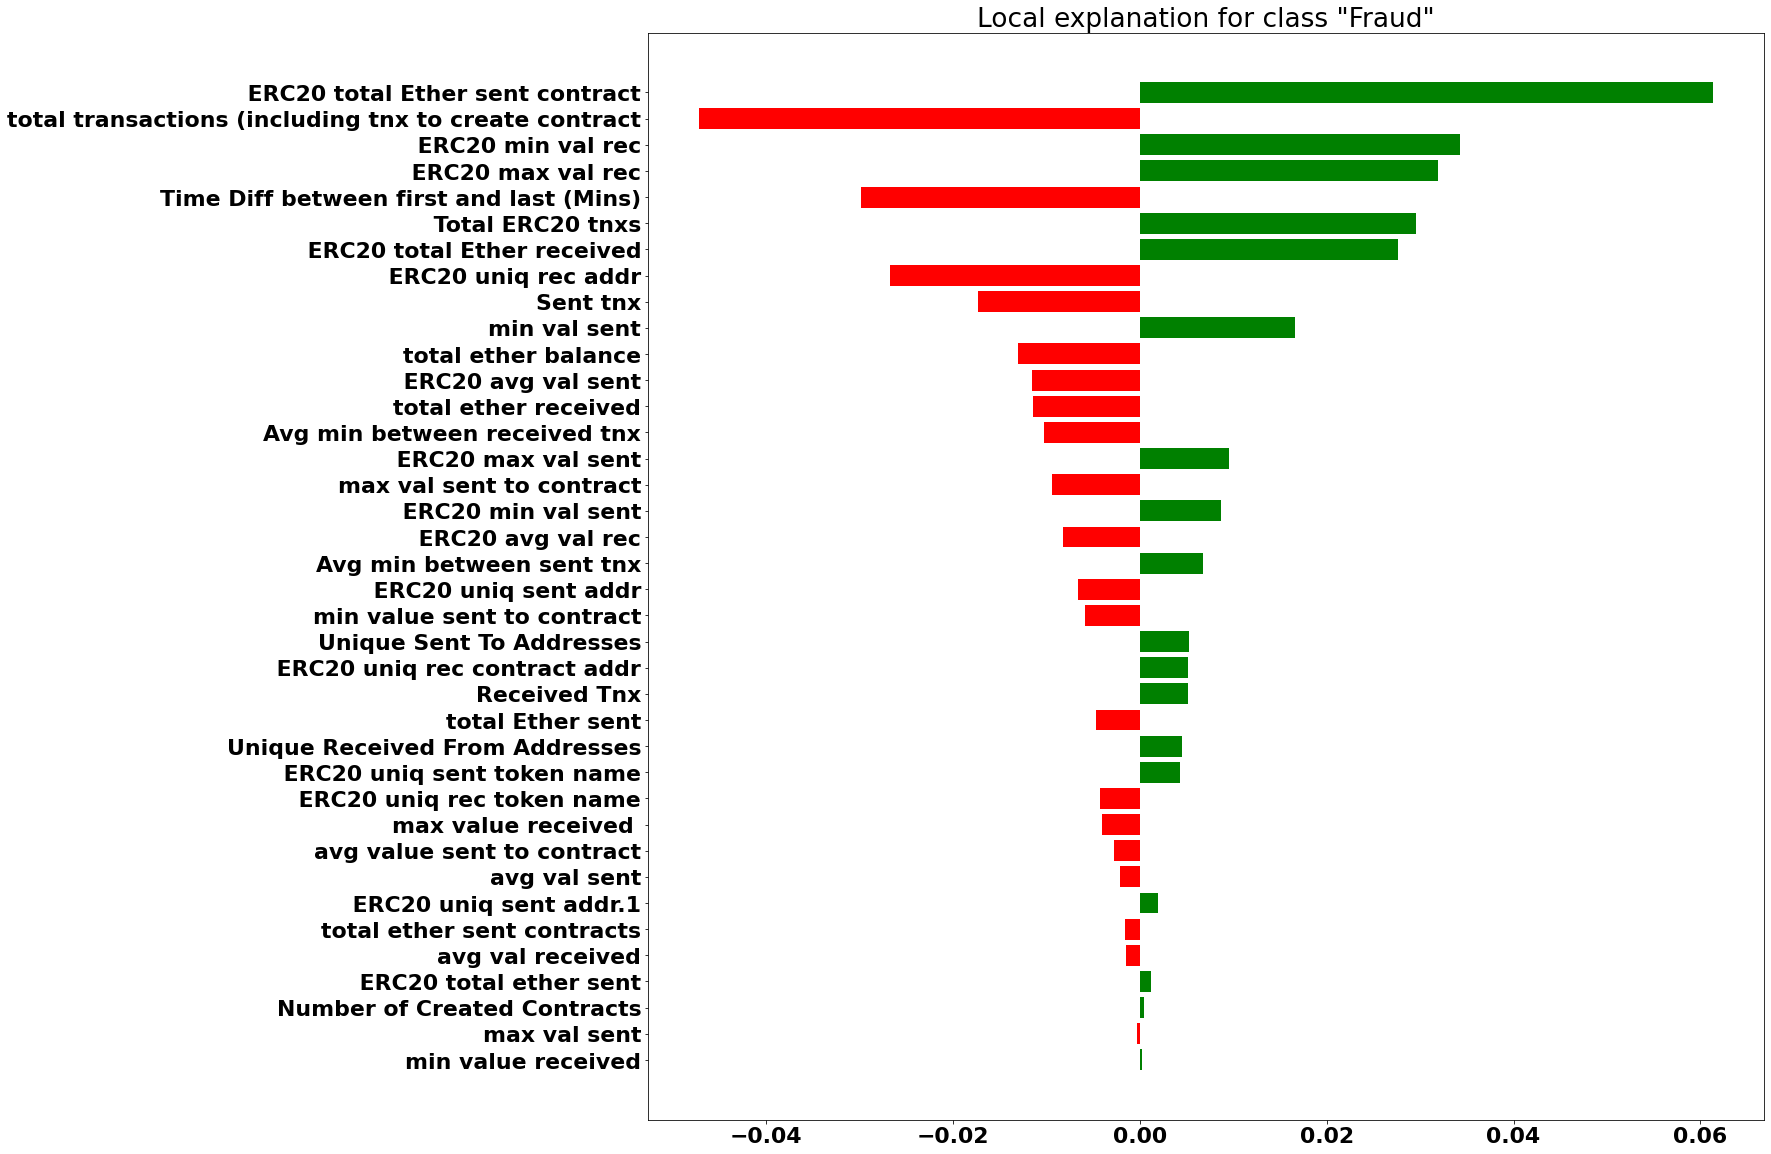 Local explanation for class "Fraud"
ERC20 total Ether sent contract
total transactions (including tnx to create contract
ERC20 min val rec
ERC20 max val rec
Time Diff between first and last (Mins)
Total ERC20 tnxs
ERC20 total Ether received
ERC20 uniq rec addr
Sent tnx
min val sent
total ether balance
ERC20 avg val sent
total ether received
Avg min between received tnx
ERC20 max val sent
max val sent to contract
ERC20 min val sent
ERC20 avg val rec
Avg min between sent tnx
ERC20 uniq sent addr
min value sent to contract
Unique Sent To Addresses
ERC20 uniq rec contract addr
Received Tnx
total Ether sent
Unique Received From Addresses
ERC20 uniq sent token name
ERC20 uniq rec token name
max value received
avg value sent to contract
avg val sent
ERC20 uniq sent addr.1
total ether sent contracts
avg val received
ERC20 total ether sent
Number of Created Contracts
max val sent
min value received
−0.04 −0.02 0.00 0.02 0.04 0.06